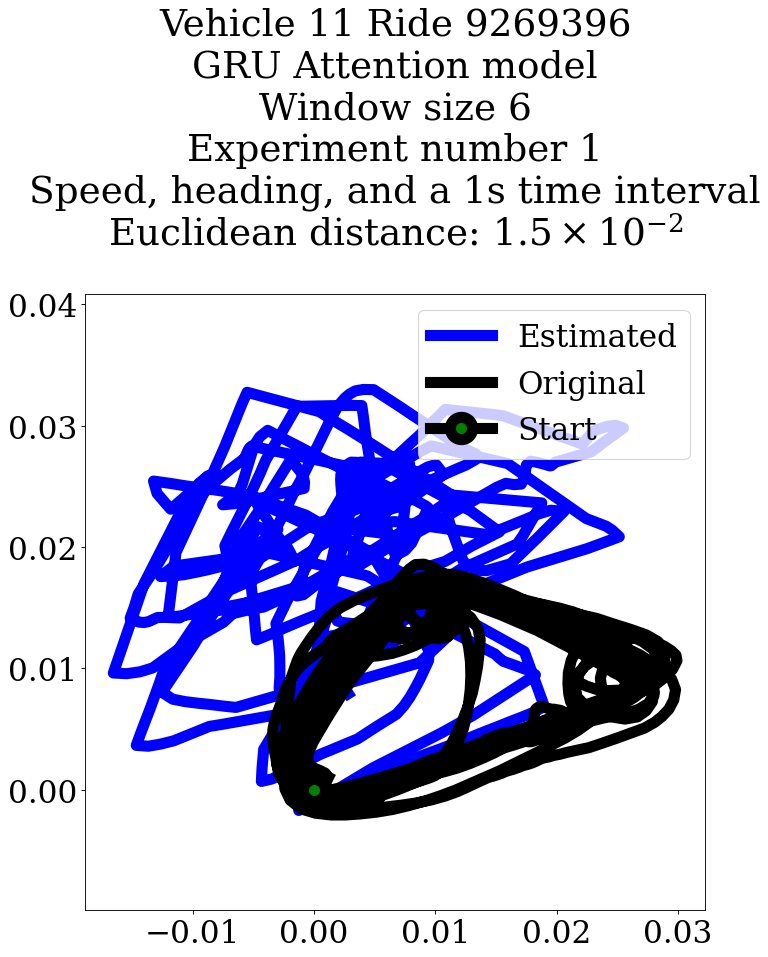 Vehicle 11 Ride 9269396
GRU Attention model
Window size 6
Experiment number 1
Speed, heading, and a 1s time interval
Euclidean distance: 1.5 × 10⁻²
0.04
0.03
0.02
0.01
0.00
Estimated
Original
Start
−0.01 0.00 0.01 0.02 0.03